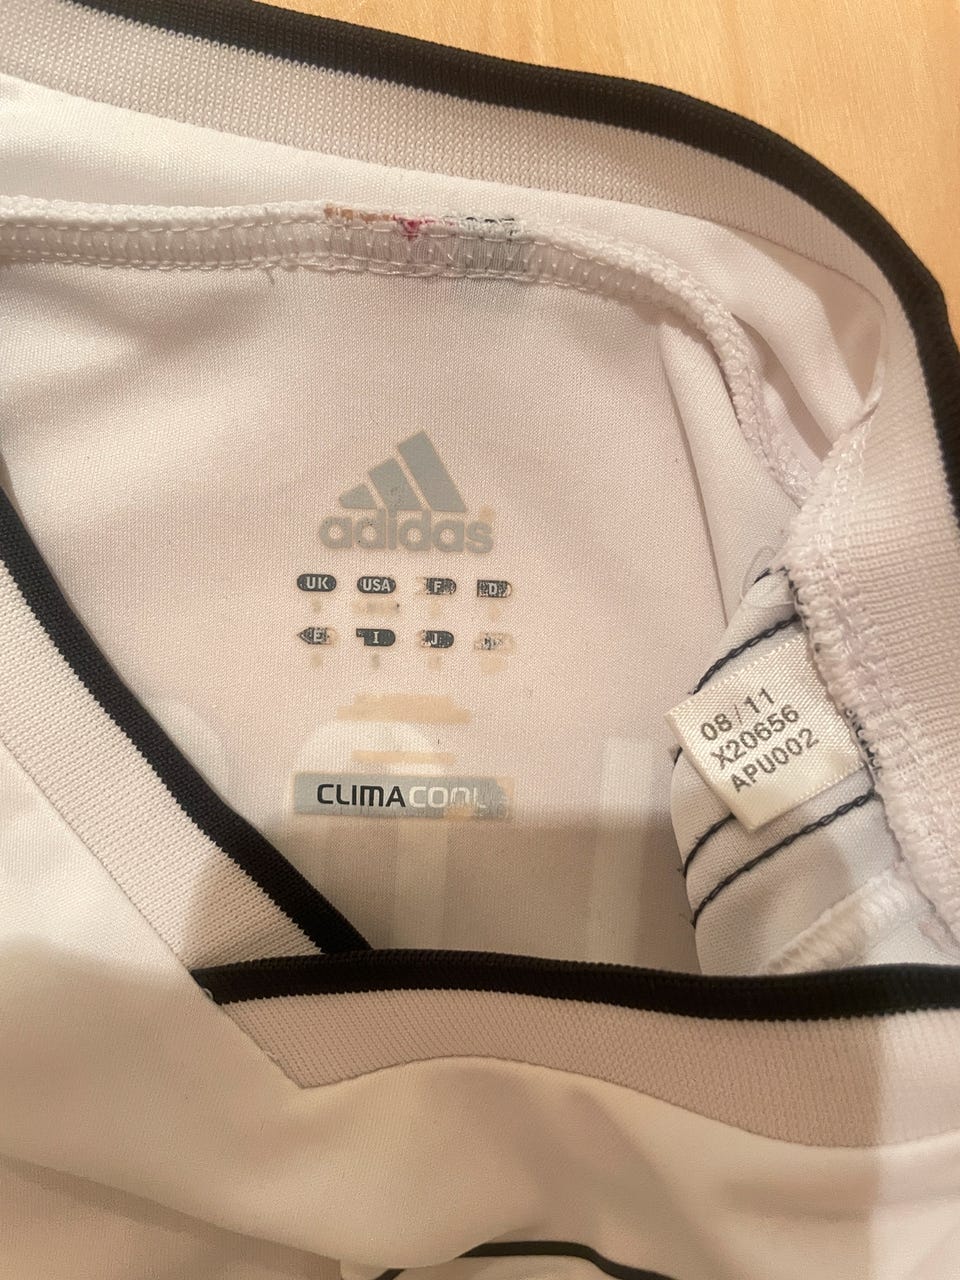 adidas
UK USA F D
E I J
CLIMACOOL
08/11
X20656
APU002